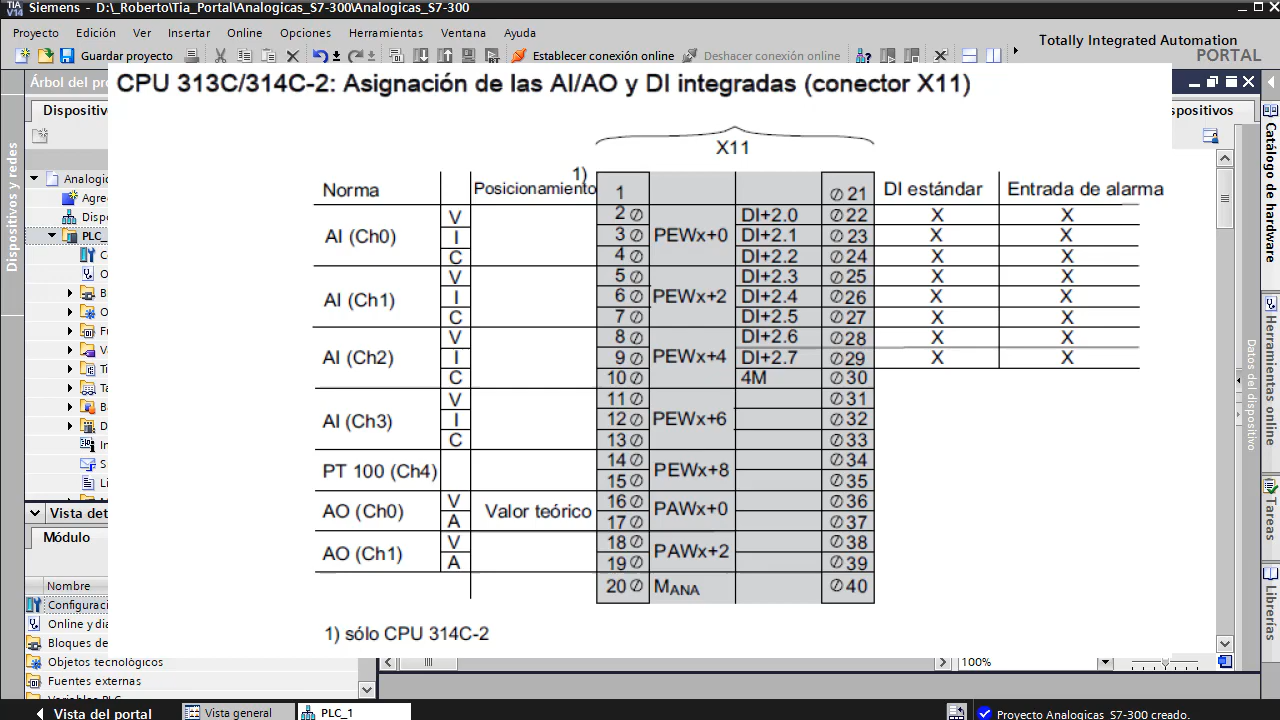 TIA V14 Siemens - D:\_Roberto\Tia_Portal\Analogicas_S7-300\Analogicas_S7-300
Proyecto Edición Ver Insertar Online Opciones Herramientas Ventana Ayuda
Guardar proyecto Establecer conexión online Deshacer conexión online
Totally Integrated Automation
PORTAL
Árbol del pro
Dispositiv
spositivos
Dispositivos y redes
Analogic
Agre
Dispo
PLC_
Vista det
Módulo
Nombre
Configuraci
Online y dia
Bloques de
Objetos tecnológicos
Fuentes externas
Variables PLC
CPU 313C/314C-2: Asignación de las AI/AO y DI integradas (conector X11)
X11
Norma Posicionamiento 1) 1 21 DI estándar Entrada de alarma
AI (Ch0) V 2 PEWx+0 DI+2.0 22 X X
I 3 DI+2.1 23 X X
C 4 DI+2.2 24 X X
AI (Ch1) V 5 PEWx+2 DI+2.3 25 X X
I 6 DI+2.4 26 X X
C 7 DI+2.5 27 X X
AI (Ch2) V 8 PEWx+4 DI+2.6 28 X X
I 9 DI+2.7 29 X X
C 10 4M 30
AI (Ch3) V 11 PEWx+6 31
I 12 32
C 13 33
PT 100 (Ch4) 14 PEWx+8 34
15 35
AO (Ch0) V Valor teórico 16 PAWx+0 36
A 17 37
AO (Ch1) V 18 PAWx+2 38
A 19 39
20 MANA 40
1) sólo CPU 314C-2
100%
Datos del dispositivo
Catálogo de hardware
Herramientas online
Tareas
Librerías
Vista del portal Vista general PLC_1 Proyecto Analogicas_S7-300 creado.